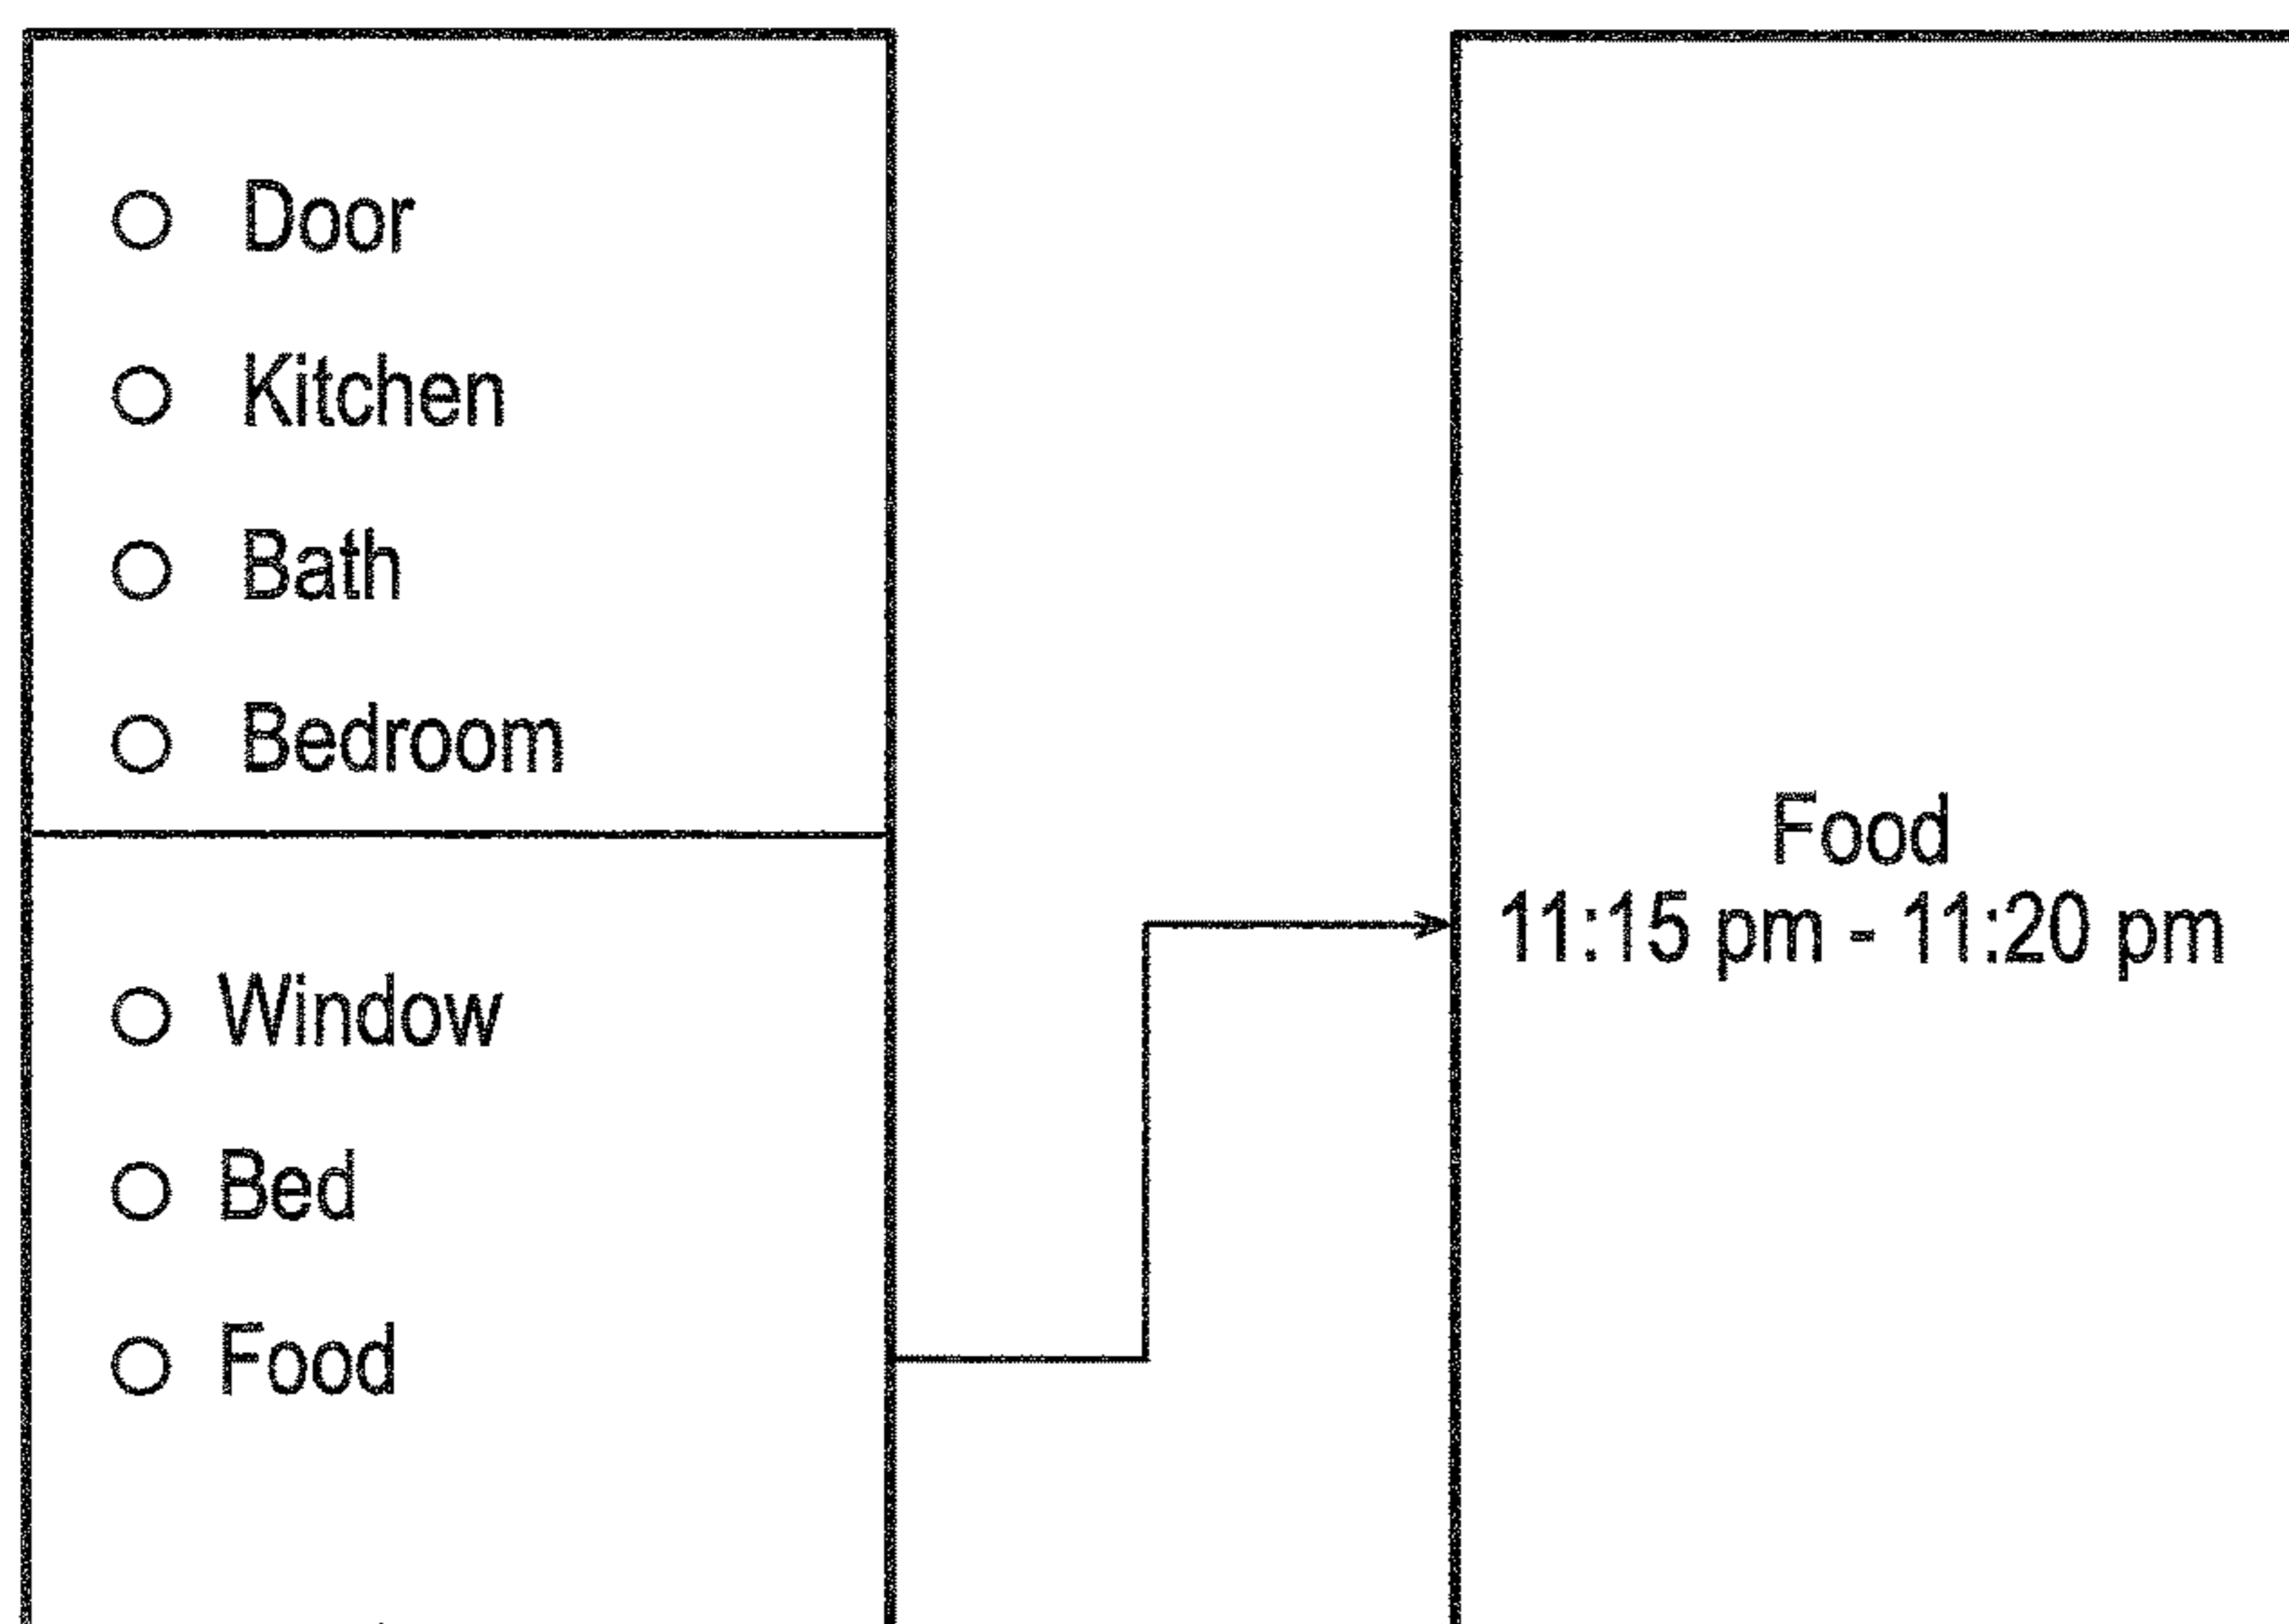 Door
Kitchen
Bath
Bedroom
Window
Bed
Food
Food
11:15 pm - 11:20 pm